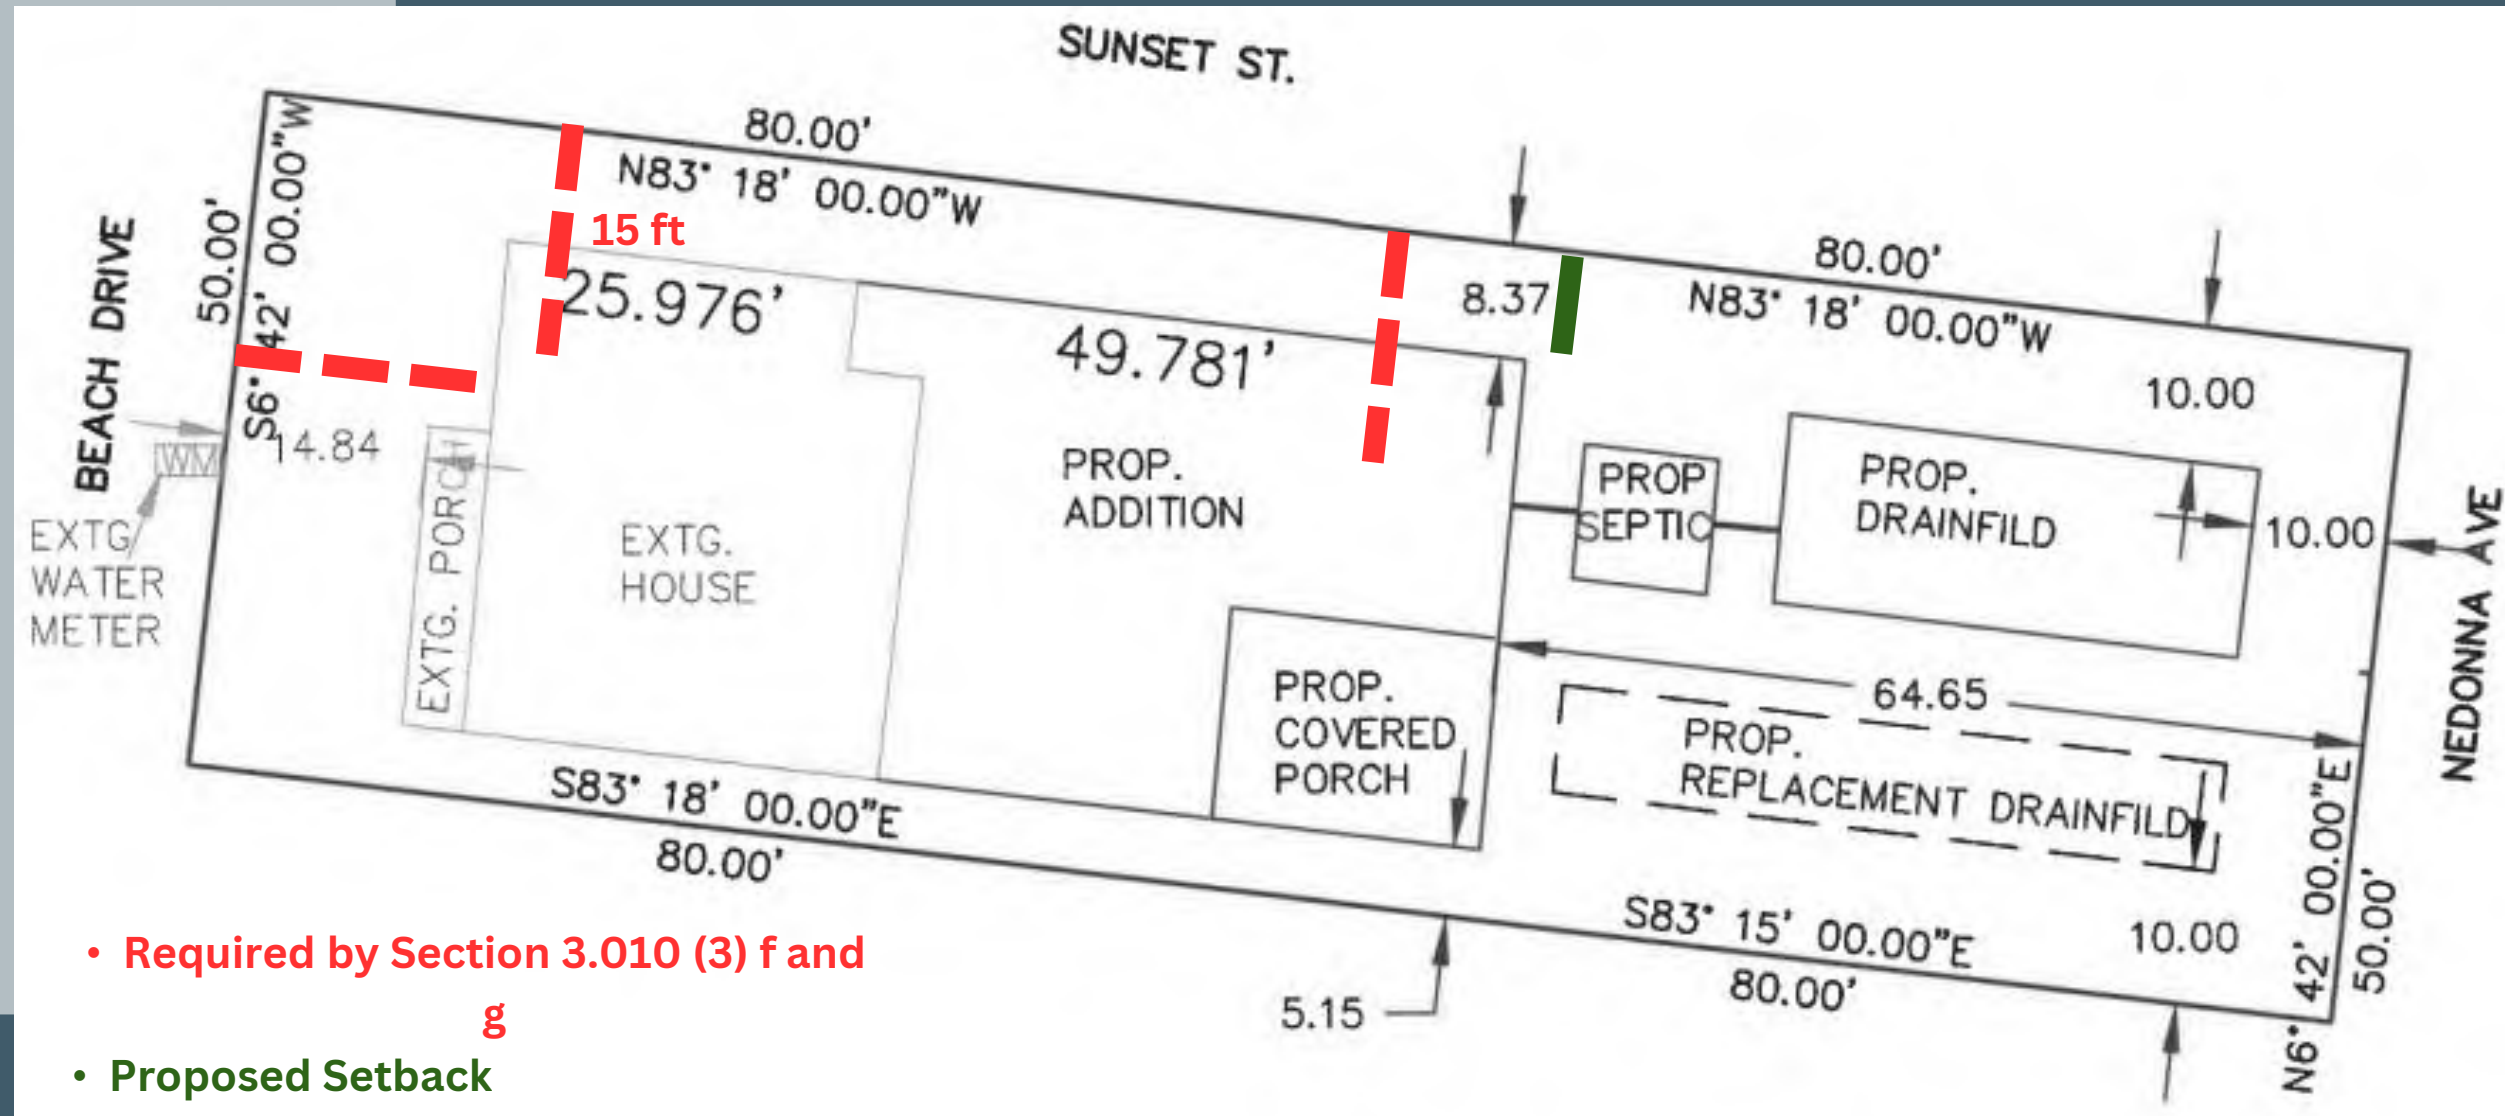 SUNSET ST.
80.00'
N83° 18' 00.00"W
80.00'
N83° 18' 00.00"W
BEACH DRIVE
50.00'
S6° 42' 00.00"W
15 ft
25.976'
49.781'
8.37
10.00
14.84
WM
EXTG
WATER
METER
EXTG. PORCH
EXTG.
HOUSE
PROP.
ADDITION
PROP
SEPTIC
PROP.
DRAINFILD
10.00
NEDONNA AVE
64.65
PROP.
COVERED
PORCH
PROP.
REPLACEMENT DRAINFILD
S83° 18' 00.00"E
80.00'
S83° 15' 00.00"E
80.00'
10.00
5.15
N6° 42' 00.00"E
50.00'
• Required by Section 3.010 (3) f and
g
• Proposed Setback